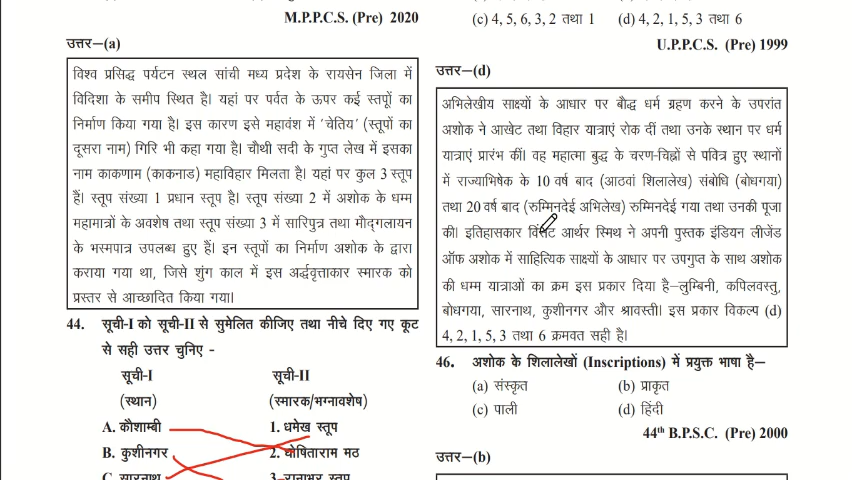 M.P.P.C.S. (Pre) 2020
उत्तर–(a)
विश्व प्रसिद्ध पर्यटन स्थल सांची मध्य प्रदेश के रायसेन जिला में
विदिशा के समीप स्थित है। यहां पर पर्वत के ऊपर कई स्तूपों का
निर्माण किया गया है। इस कारण इसे महावंश में 'चेतिय' (स्तूपों का
दूसरा नाम) गिरि भी कहा गया है। चौथी सदी के गुप्त लेख में इसका
नाम काकणाम (काकनाड) महाविहार मिलता है। यहां पर कुल 3 स्तूप
हैं। स्तूप संख्या 1 प्रधान स्तूप है। स्तूप संख्या 2 में अशोक के धम्म
महामात्रों के अवशेष तथा स्तूप संख्या 3 में सारिपुत्र तथा मौद्गलायन
के भस्मपात्र उपलब्ध हुए हैं। इन स्तूपों का निर्माण अशोक के द्वारा
कराया गया था, जिसे शुंग काल में इस अर्द्धवृत्ताकार स्मारक को
प्रस्तर से आच्छादित किया गया।
44. सूची-I को सूची-II से सुमेलित कीजिए तथा नीचे दिए गए कूट
से सही उत्तर चुनिए -
सूची-I सूची-II
(स्थान) (स्मारक/भग्नावशेष)
A. कौशाम्बी 1. धमेख स्तूप
B. कुशीनगर 2. घोषिताराम मठ
C. सारनाथ 3. रानाभर स्तूप
(c) 4, 5, 6, 3, 2 तथा 1 (d) 4, 2, 1, 5, 3 तथा 6
U.P.P.C.S. (Pre) 1999
उत्तर–(d)
अभिलेखीय साक्ष्यों के आधार पर बौद्ध धर्म ग्रहण करने के उपरांत
अशोक ने आखेट तथा विहार यात्राएं रोक दीं तथा उनके स्थान पर धर्म
यात्राएं प्रारंभ कीं। वह महात्मा बुद्ध के चरण-चिह्नों से पवित्र हुए स्थानों
में राज्याभिषेक के 10 वर्ष बाद (आठवां शिलालेख) संबोधि (बोधगया)
तथा 20 वर्ष बाद (रुम्मिनदेई अभिलेख) रुम्मिनदेई गया तथा उनकी पूजा
की। इतिहासकार विंसेंट आर्थर स्मिथ ने अपनी पुस्तक इंडियन लीजेंड
ऑफ अशोक में साहित्यिक साक्ष्यों के आधार पर उपगुप्त के साथ अशोक
की धम्म यात्राओं का क्रम इस प्रकार दिया है–लुम्बिनी, कपिलवस्तु,
बोधगया, सारनाथ, कुशीनगर और श्रावस्ती। इस प्रकार विकल्प (d)
4, 2, 1, 5, 3 तथा 6 क्रमवत सही है।
46. अशोक के शिलालेखों (Inscriptions) में प्रयुक्त भाषा है–
(a) संस्कृत (b) प्राकृत
(c) पाली (d) हिंदी
44th B.P.S.C. (Pre) 2000
उत्तर–(b)